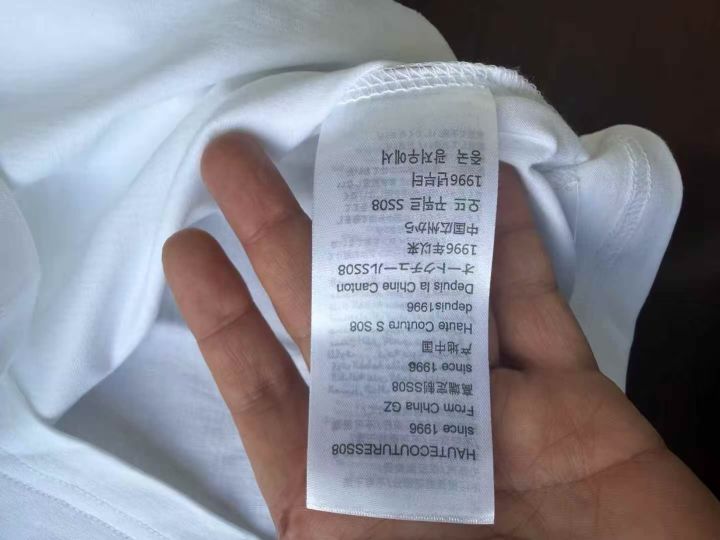 HAUTECOUTURESS08
since 1996
From China GZ
高端定制SS08
since 1996
产地中国
Haute Couture S S08
depuis1996
Depuis la Chine Canton
オートクチュールSS08
1996年以来
中国広州から
오뜨 꾸뛰르 SS08
1996년부터
중국 광저우에서